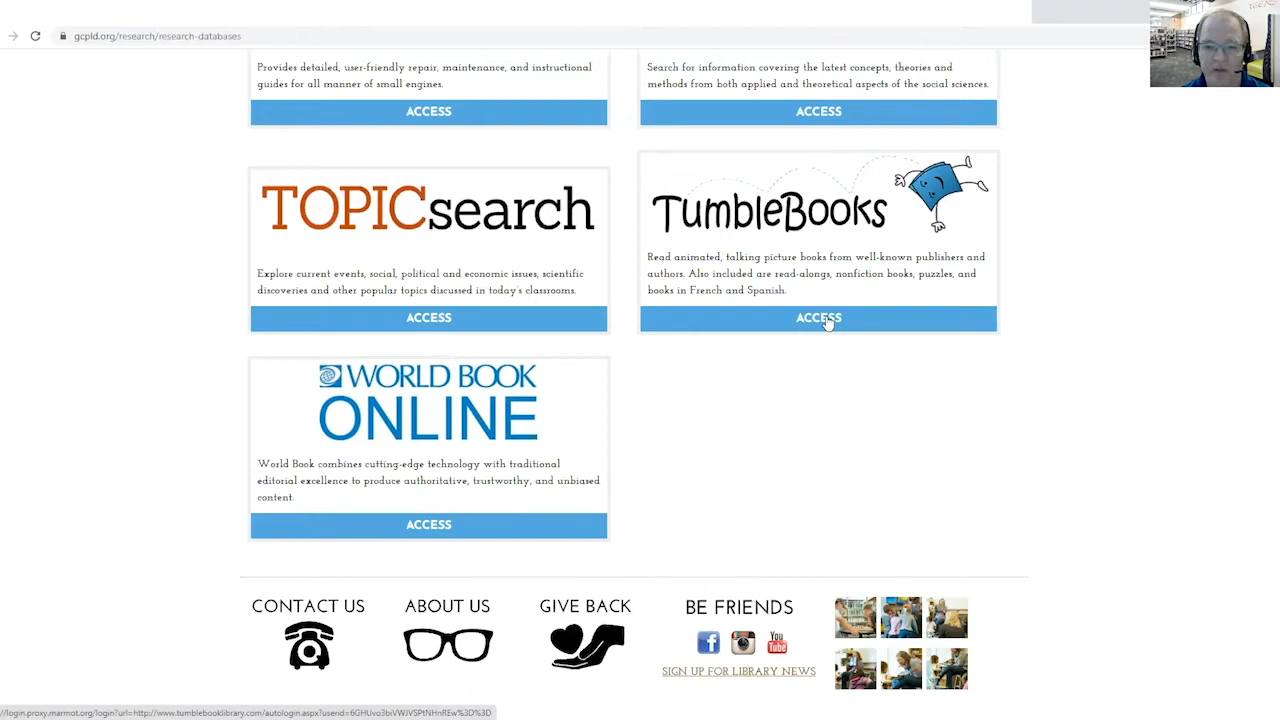 gcpld.org/research/research-databases
Provides detailed, user-friendly repair, maintenance, and instructional
guides for all manner of small engines.
ACCESS
Search for information covering the latest concepts, theories and
methods from both applied and theoretical aspects of the social sciences.
ACCESS
TOPICsearch
Explore current events, social, political and economic issues, scientific
discoveries and other popular topics discussed in today's classrooms.
ACCESS
TumbleBooks
Read animated, talking picture books from well-known publishers and
authors. Also included are read-alongs, nonfiction books, puzzles, and
books in French and Spanish.
ACCESS
WORLD BOOK
ONLINE
World Book combines cutting-edge technology with traditional
editorial excellence to produce authoritative, trustworthy, and unbiased
content.
ACCESS
CONTACT US
ABOUT US
GIVE BACK
BE FRIENDS
You
Tube
SIGN UP FOR LIBRARY NEWS
//login.proxy.marmot.org/login?url=http://www.tumblebooklibrary.com/autologin.aspx?userid=6GHUvo3biVWJVSPtNHnREw%3D%3D